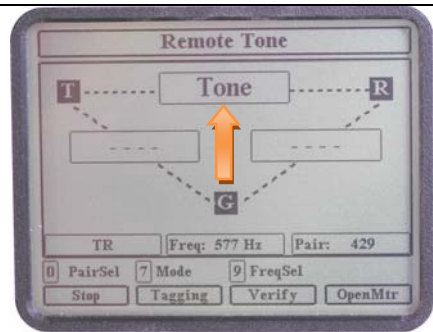 Remote Tone
T Tone R
- - - - - - - -
G
TR Freq: 577 Hz Pair: 429
0 PairSel 7 Mode 9 FreqSel
Stop Tagging Verify OpenMtr